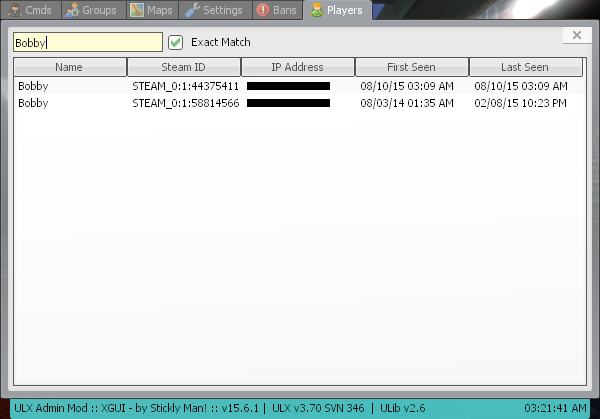 Cmds Groups Maps Settings Bans Players
Bobby Exact Match
Name Steam ID IP Address First Seen Last Seen
Bobby STEAM_0:1:44375411 08/10/15 03:09 AM 08/10/15 03:09 AM
Bobby STEAM_0:1:58814566 08/03/14 01:35 AM 02/08/15 10:23 PM
ULX Admin Mod :: XGUI - by Stickly Man! :: v15.6.1 | ULX v3.70 SVN 346 | ULib v2.6 03:21:41 AM